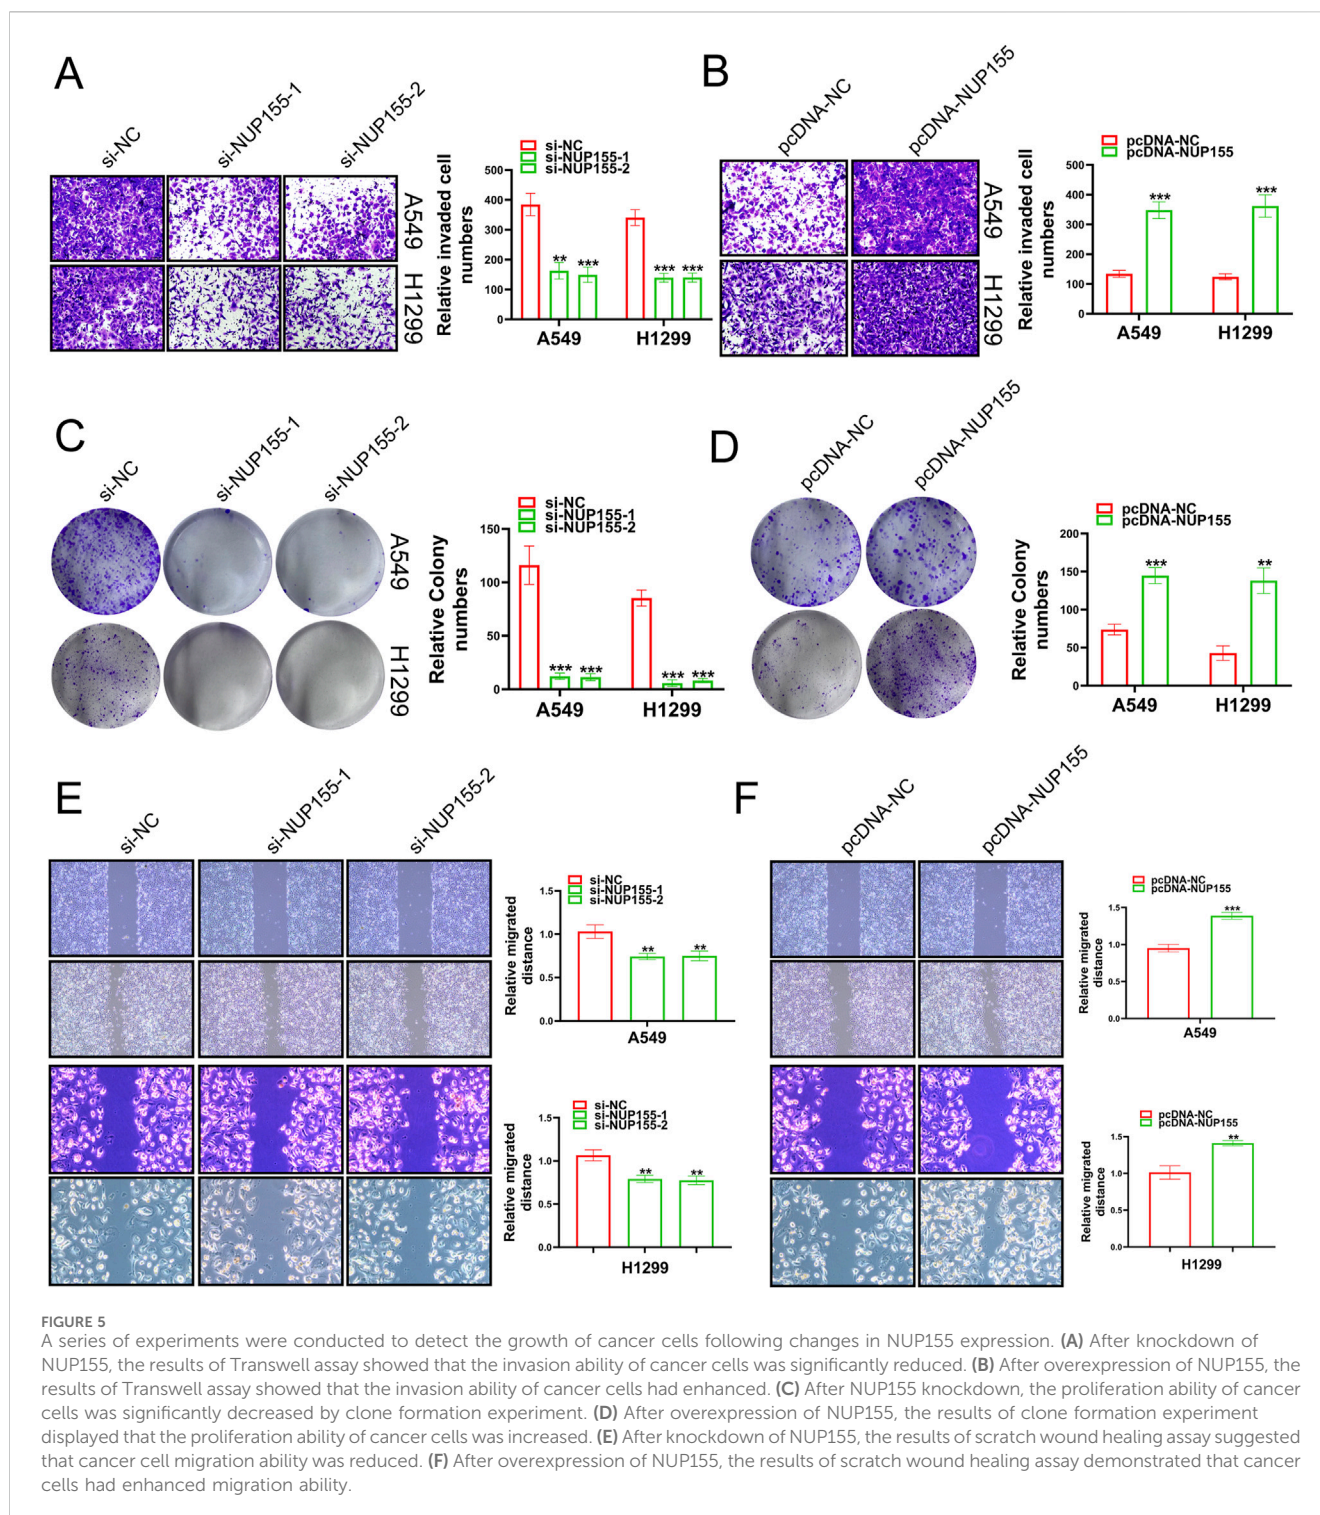 A
si-NC
si-NUP155-1
si-NUP155-2
A549
H1299
Relative invaded cell
numbers
si-NC
si-NUP155-1
si-NUP155-2
500
400
300
200
100
0
**
***
***
***
A549
H1299
B
pcDNA-NC
pcDNA-NUP155
A549
H1299
Relative invaded cell
numbers
pcDNA-NC
pcDNA-NUP155
500
400
300
200
100
0
***
***
A549
H1299
C
si-NC
si-NUP155-1
si-NUP155-2
A549
H1299
Relative Colony
numbers
si-NC
si-NUP155-1
si-NUP155-2
150
100
50
0
***
***
***
***
A549
H1299
D
pcDNA-NC
pcDNA-NUP155
Relative Colony
numbers
pcDNA-NC
pcDNA-NUP155
200
150
100
50
0
***
**
A549
H1299
E
si-NC
si-NUP155-1
si-NUP155-2
Relative migrated
distance
si-NC
si-NUP155-1
si-NUP155-2
1.5
1.0
0.5
0.0
**
**
A549
Relative migrated
distance
si-NC
si-NUP155-1
si-NUP155-2
1.5
1.0
0.5
0.0
**
**
H1299
F
pcDNA-NC
pcDNA-NUP155
Relative migrated
distance
pcDNA-NC
pcDNA-NUP155
1.5
1.0
0.5
0.0
***
A549
Relative migrated
distance
pcDNA-NC
pcDNA-NUP155
1.5
1.0
0.5
0.0
**
H1299
FIGURE 5
A series of experiments were conducted to detect the growth of cancer cells following changes in NUP155 expression. (A) After knockdown of
NUP155, the results of Transwell assay showed that the invasion ability of cancer cells was significantly reduced. (B) After overexpression of NUP155, the
results of Transwell assay showed that the invasion ability of cancer cells had enhanced. (C) After NUP155 knockdown, the proliferation ability of cancer
cells was significantly decreased by clone formation experiment. (D) After overexpression of NUP155, the results of clone formation experiment
displayed that the proliferation ability of cancer cells was increased. (E) After knockdown of NUP155, the results of scratch wound healing assay suggested
that cancer cell migration ability was reduced. (F) After overexpression of NUP155, the results of scratch wound healing assay demonstrated that cancer
cells had enhanced migration ability.